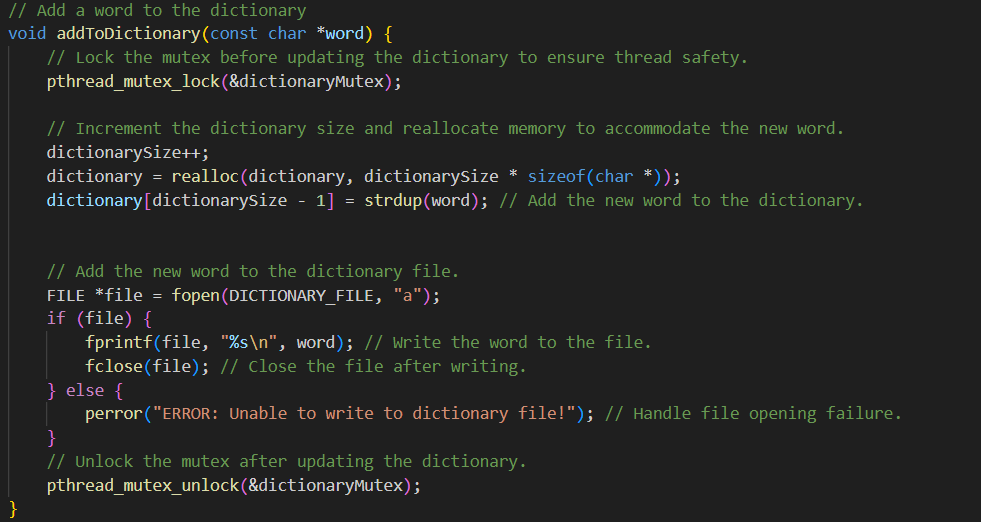 // Add a word to the dictionary
void addToDictionary(const char *word) {
    // Lock the mutex before updating the dictionary to ensure thread safety.
    pthread_mutex_lock(&dictionaryMutex);

    // Increment the dictionary size and reallocate memory to accommodate the new word.
    dictionarySize++;
    dictionary = realloc(dictionary, dictionarySize * sizeof(char *));
    dictionary[dictionarySize - 1] = strdup(word); // Add the new word to the dictionary.


    // Add the new word to the dictionary file.
    FILE *file = fopen(DICTIONARY_FILE, "a");
    if (file) {
        fprintf(file, "%s\n", word); // Write the word to the file.
        fclose(file); // Close the file after writing.
    } else {
        perror("ERROR: Unable to write to dictionary file!"); // Handle file opening failure.
    }
    // Unlock the mutex after updating the dictionary.
    pthread_mutex_unlock(&dictionaryMutex);
}